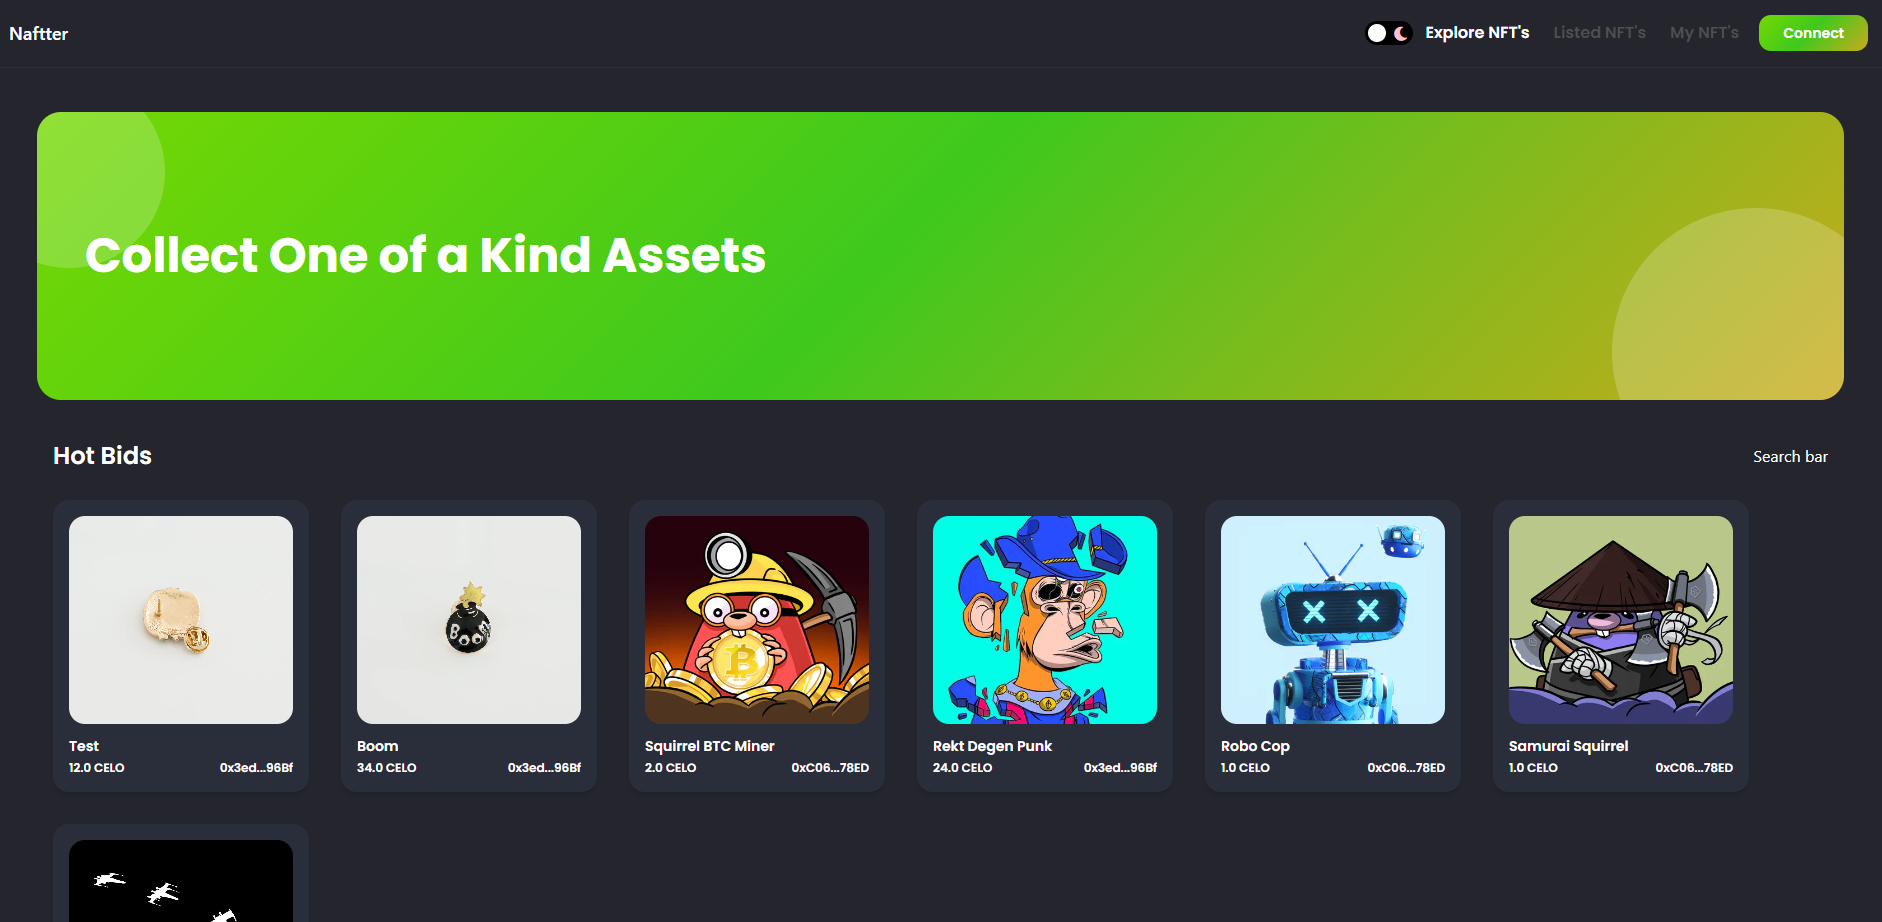 Naftter
Explore NFT's
Listed NFT's
My NFT's
Connect
Collect One of a Kind Assets
Hot Bids
Search bar
BOOM
Test
12.0 CELO
0x3ed...96Bf
Boom
34.0 CELO
0x3ed...96Bf
Squirrel BTC Miner
2.0 CELO
0xC06...78ED
Rekt Degen Punk
24.0 CELO
0x3ed...96Bf
Robo Cop
1.0 CELO
0xC06...78ED
Samurai Squirrel
1.0 CELO
0xC06...78ED